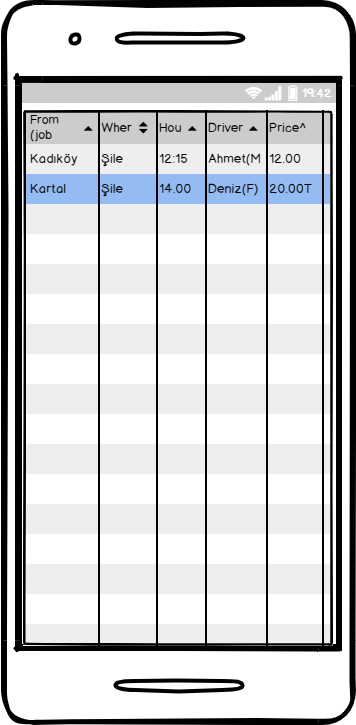 19:42
From Wher Hou Driver Price^
(job
Kadıköy Şile 12:15 Ahmet(M 12.00
Kartal Şile 14.00 Deniz(F) 20.00T